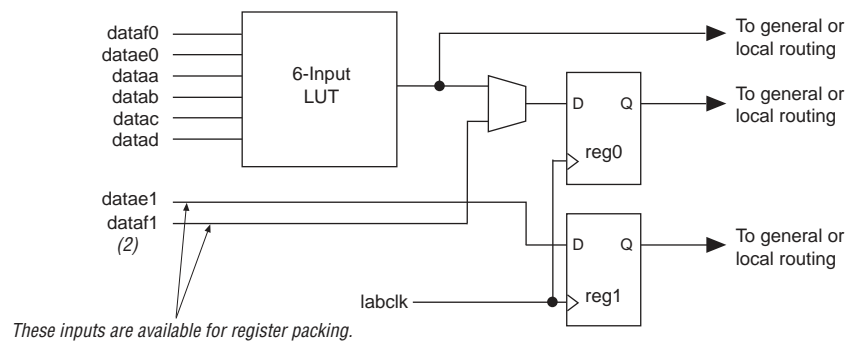 dataf0
datae0
dataa
datab
datac
datad
6-Input
LUT
To general or
local routing
D
Q
reg0
To general or
local routing
datae1
dataf1
(2)
D
Q
reg1
To general or
local routing
labclk
These inputs are available for register packing.